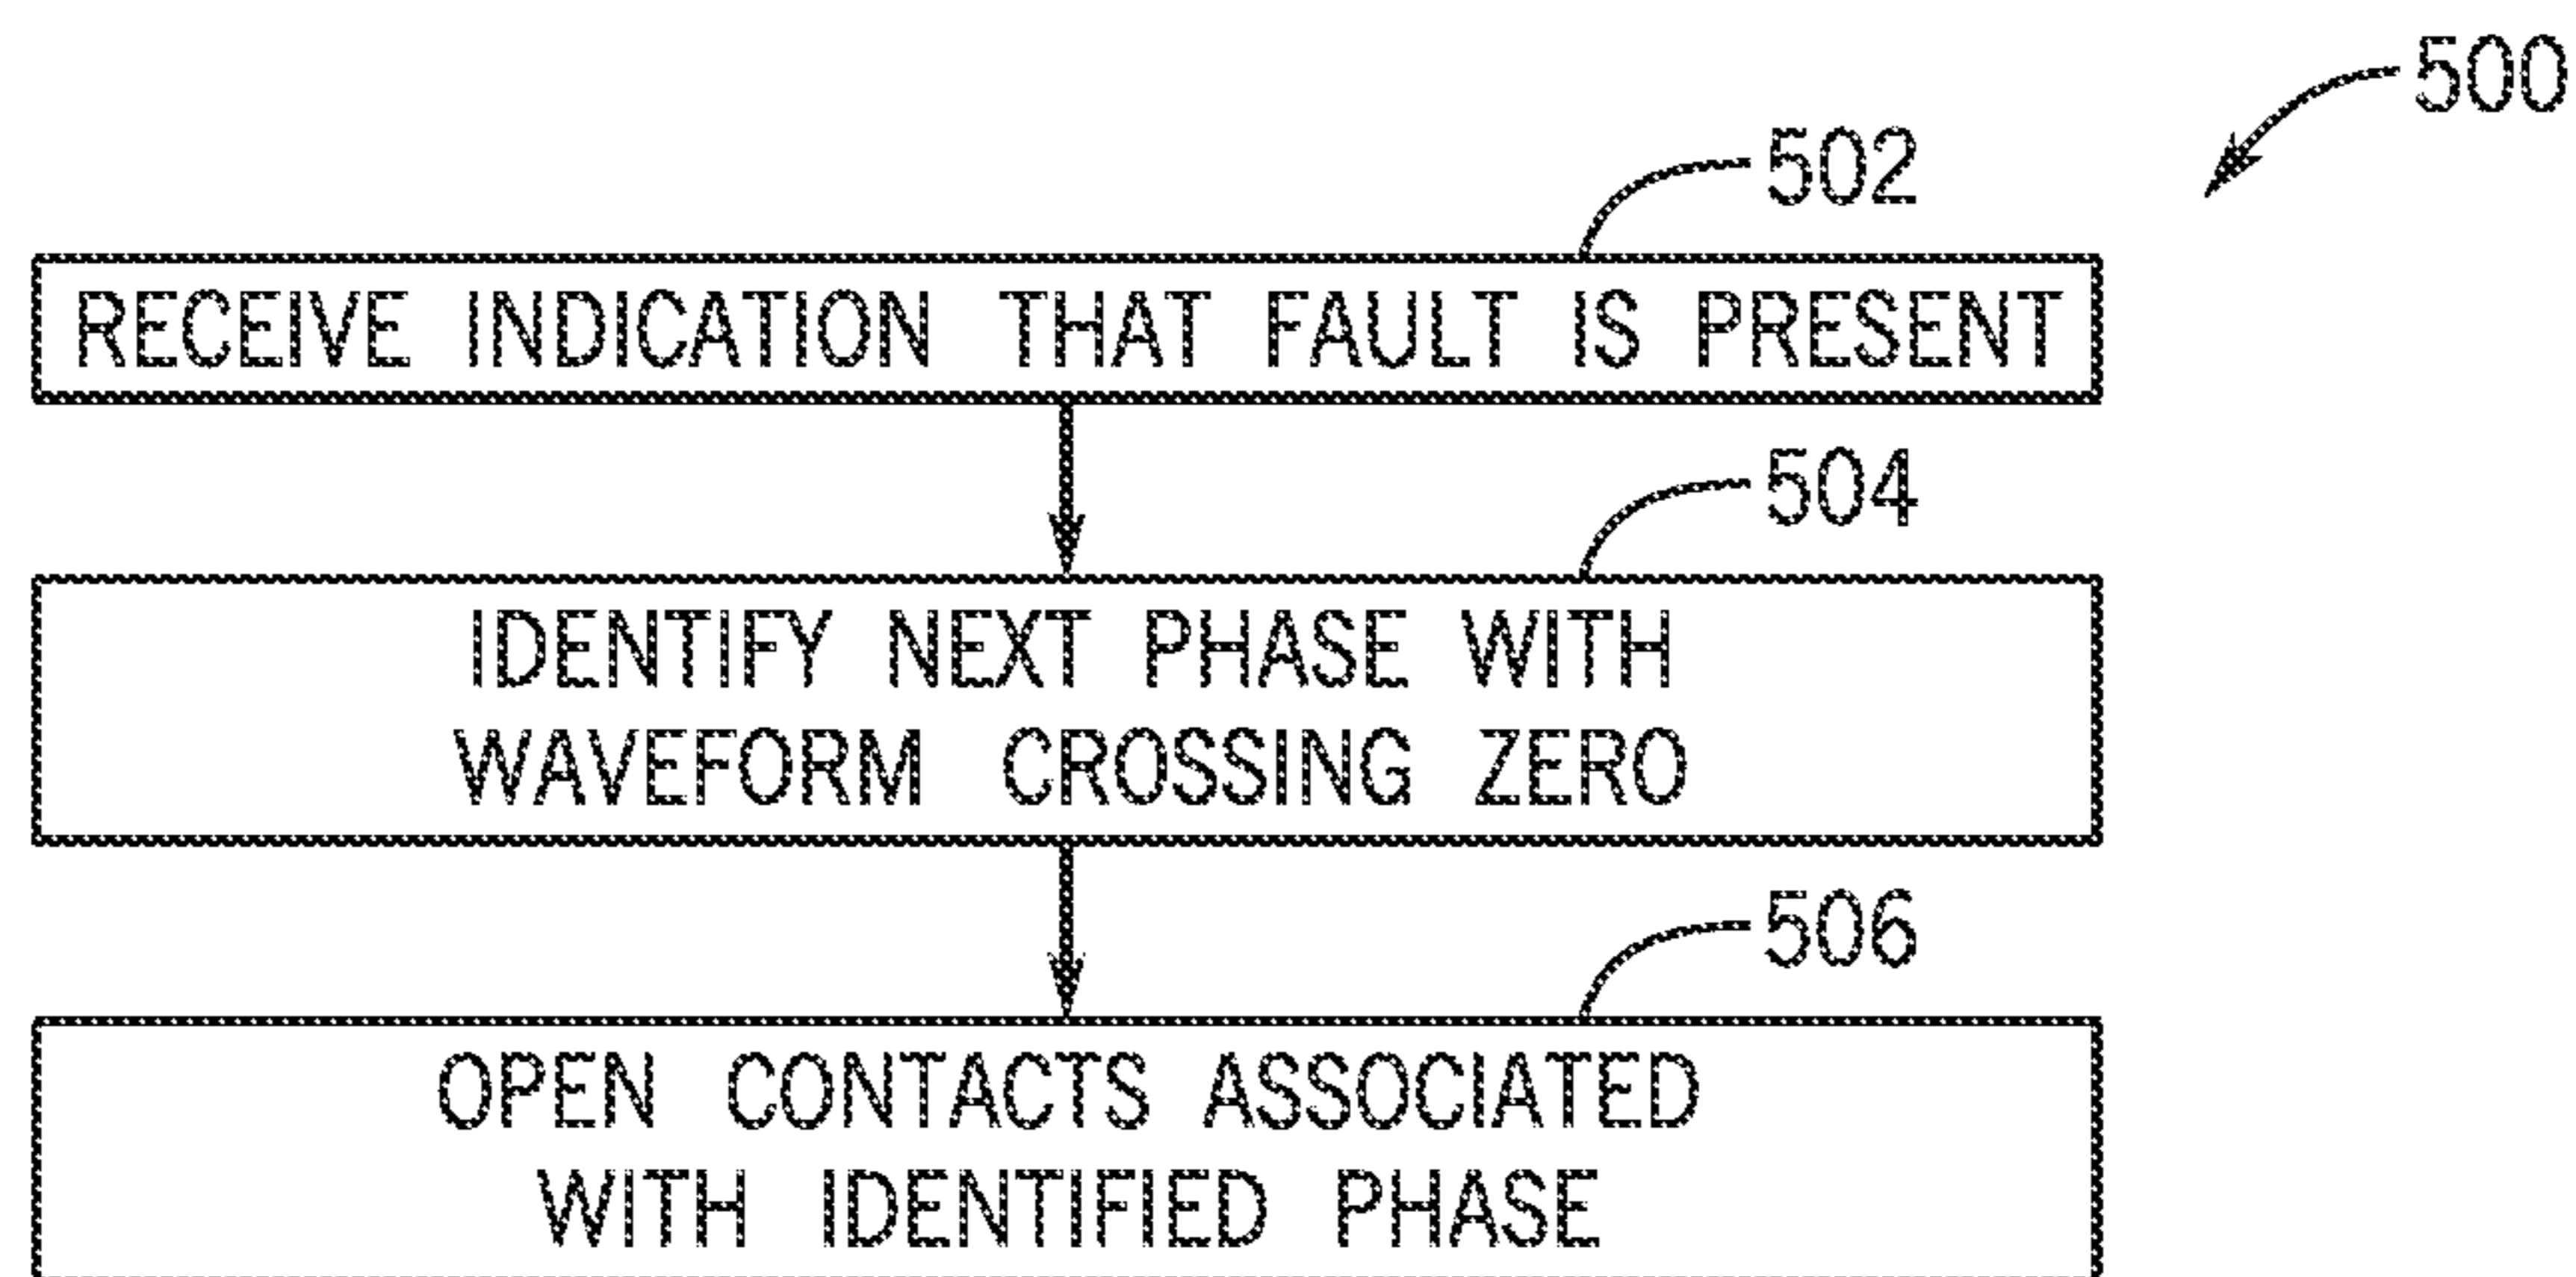 500
502
RECEIVE INDICATION THAT FAULT IS PRESENT
504
IDENTIFY NEXT PHASE WITH
WAVEFORM CROSSING ZERO
506
OPEN CONTACTS ASSOCIATED
WITH IDENTIFIED PHASE